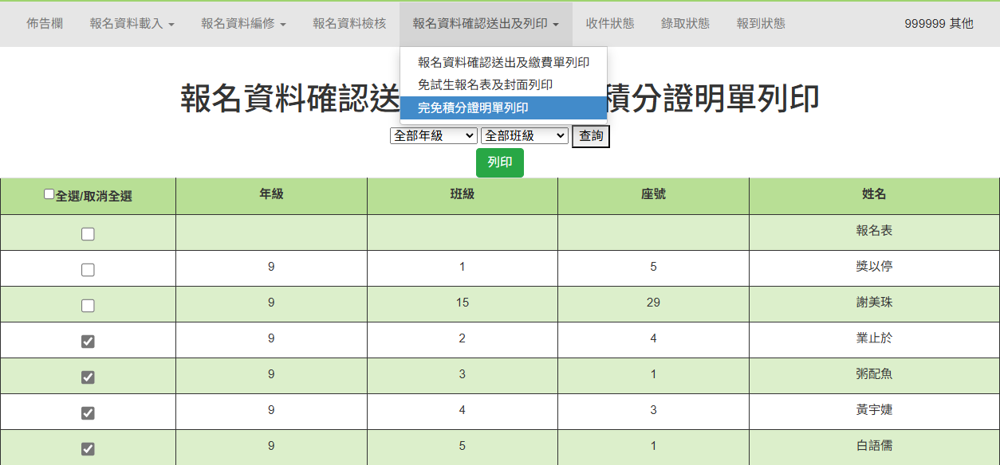 佈告欄 報名資料載入 報名資料編修 報名資料檢核 報名資料確認送出及列印 收件狀態 錄取狀態 報到狀態 999999 其他
報名資料確認送出及繳費單列印
免試生報名表及封面列印
完免積分證明單列印
報名資料確認送 積分證明單列印
全部年級 全部班級 查詢
列印
全選/取消全選 年級 班級 座號 姓名
報名表
9 1 5 獎以停
9 15 29 謝美珠
9 2 4 業止於
9 3 1 粥配魚
9 4 3 黃宇婕
9 5 1 白語儒